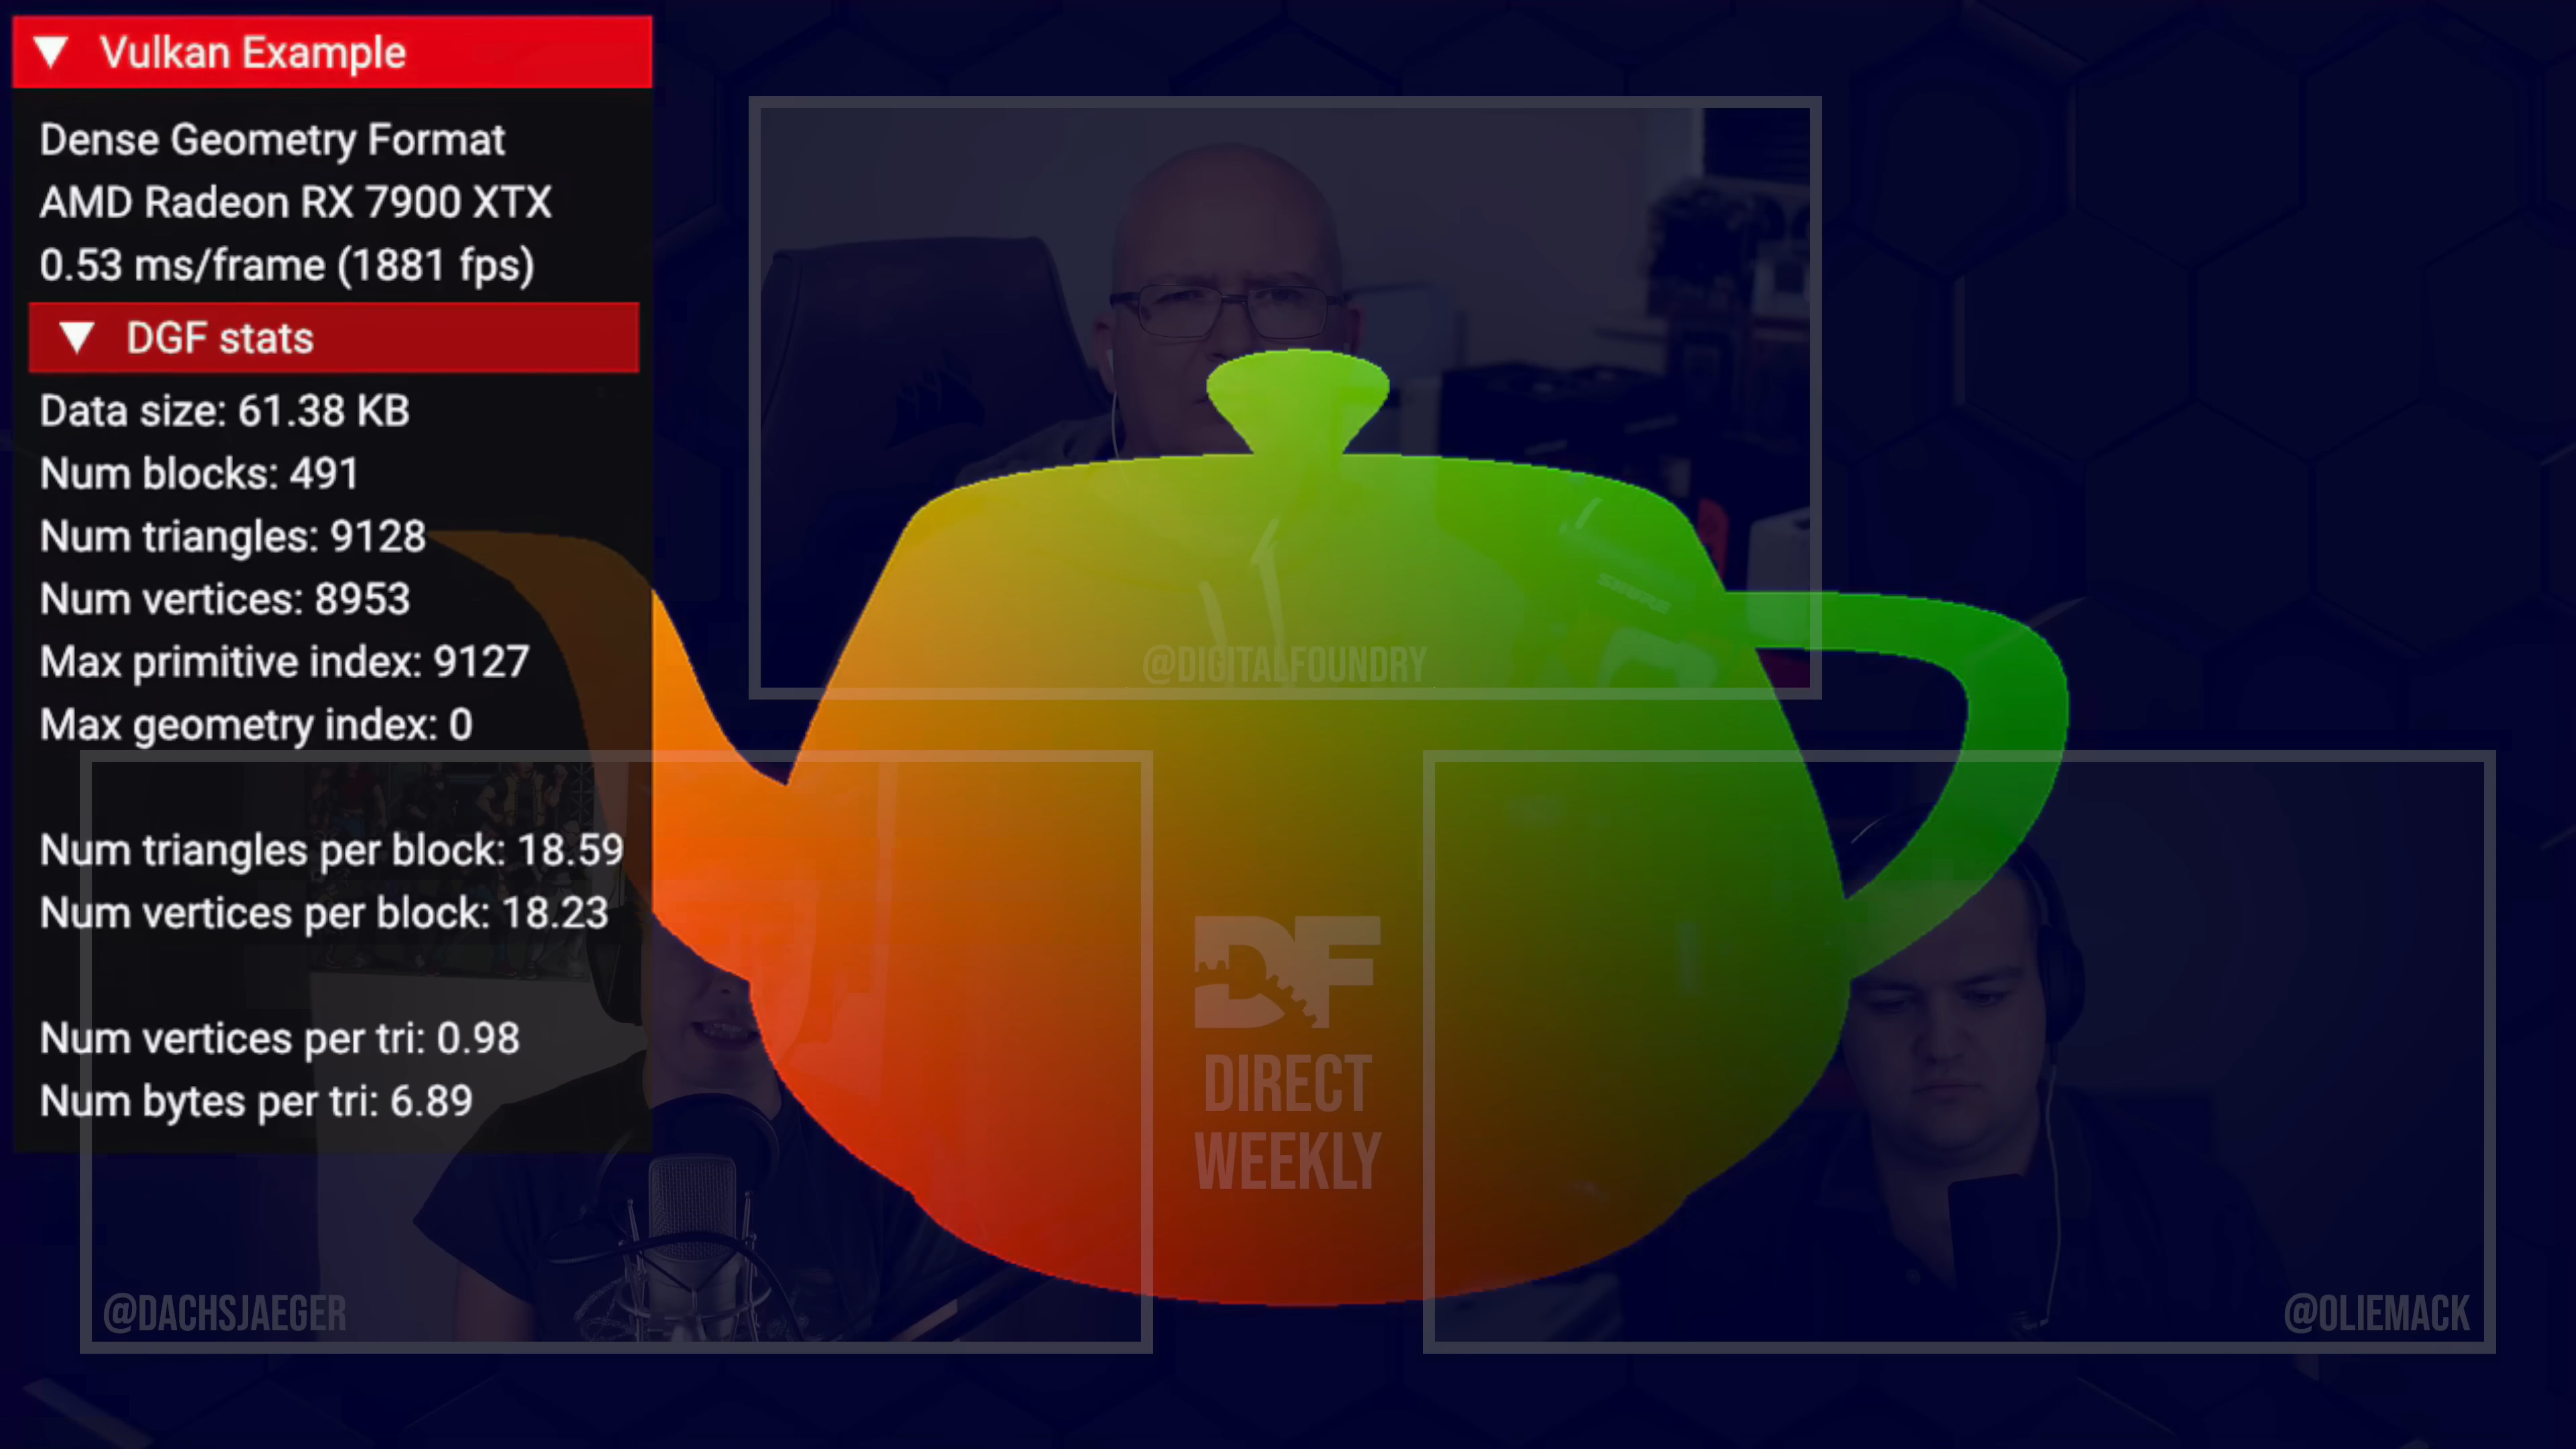 Vulkan Example
Dense Geometry Format
AMD Radeon RX 7900 XTX
0.53 ms/frame (1881 fps)
DGF stats
Data size: 61.38 KB
Num blocks: 491
Num triangles: 9128
Num vertices: 8953
Max primitive index: 9127
Max geometry index: 0
Num triangles per block: 18.59
Num vertices per block: 18.23
Num vertices per tri: 0.98
Num bytes per tri: 6.89
SHURE
@DIGITALFOUNDRY
DF
DIRECT
WEEKLY
@DACHSJAEGER
@OLIEMACK